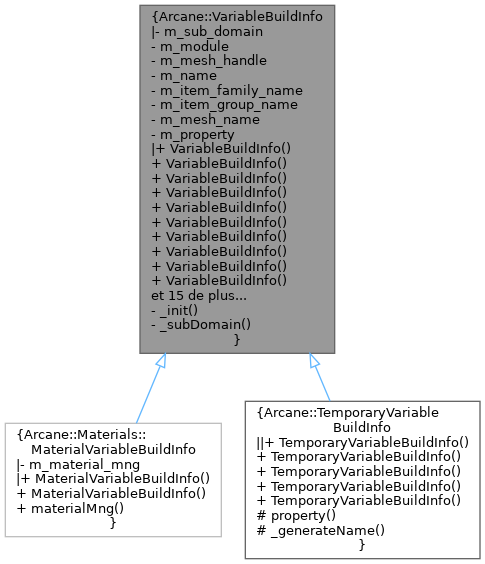 {Arcane::VariableBuildInfo
|- m_sub_domain
- m_module
- m_mesh_handle
- m_name
- m_item_family_name
- m_item_group_name
- m_mesh_name
- m_property
|+ VariableBuildInfo()
+ VariableBuildInfo()
+ VariableBuildInfo()
+ VariableBuildInfo()
+ VariableBuildInfo()
+ VariableBuildInfo()
+ VariableBuildInfo()
+ VariableBuildInfo()
+ VariableBuildInfo()
+ VariableBuildInfo()
et 15 de plus...
- _init()
- _subDomain()
}
{Arcane::Materials::
MaterialVariableBuildInfo
|- m_material_mng
|+ MaterialVariableBuildInfo()
+ MaterialVariableBuildInfo()
+ materialMng()
}
{Arcane::TemporaryVariable
BuildInfo
||+ TemporaryVariableBuildInfo()
+ TemporaryVariableBuildInfo()
+ TemporaryVariableBuildInfo()
+ TemporaryVariableBuildInfo()
+ TemporaryVariableBuildInfo()
# property()
# _generateName()
}